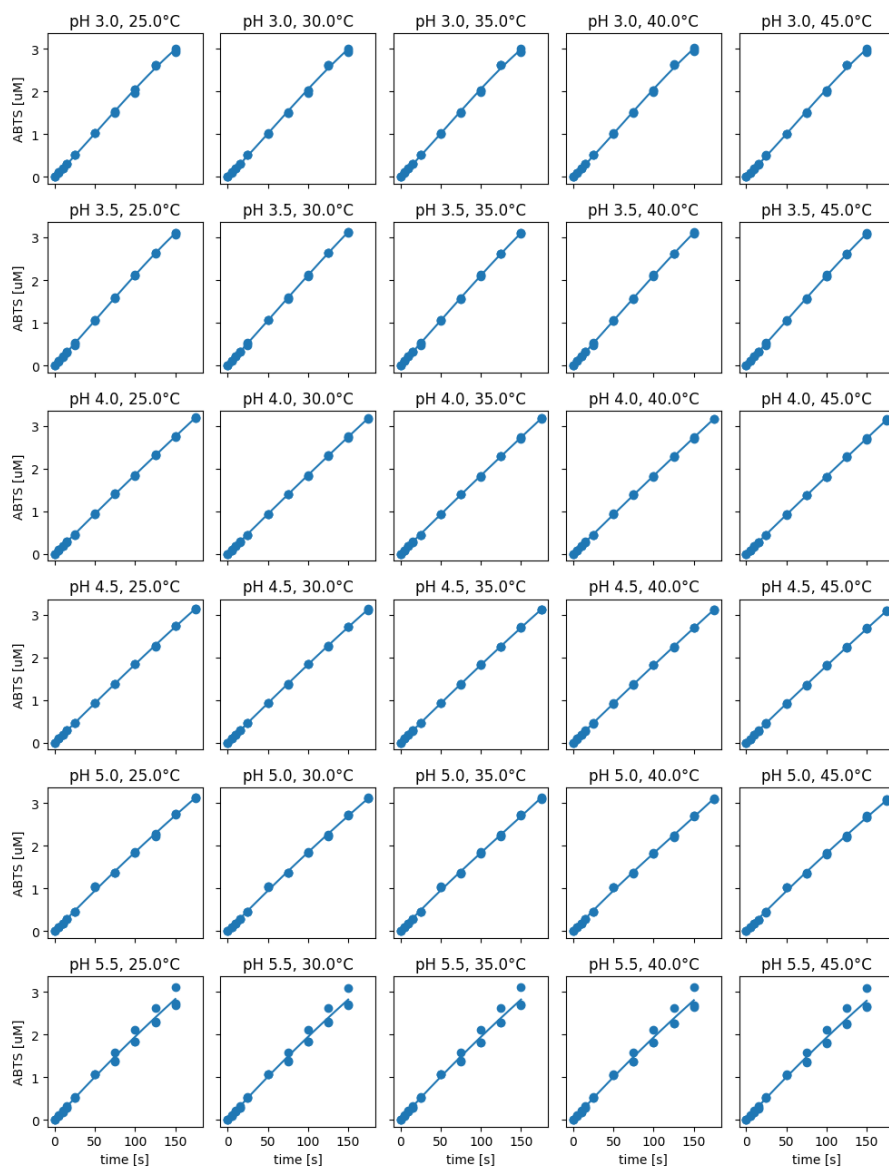 pH 3.0, 25.0°C pH 3.0, 30.0°C pH 3.0, 35.0°C pH 3.0, 40.0°C pH 3.0, 45.0°C
3
2
1
0
ABTS [uM]
pH 3.5, 25.0°C pH 3.5, 30.0°C pH 3.5, 35.0°C pH 3.5, 40.0°C pH 3.5, 45.0°C
3
2
1
0
ABTS [uM]
pH 4.0, 25.0°C pH 4.0, 30.0°C pH 4.0, 35.0°C pH 4.0, 40.0°C pH 4.0, 45.0°C
3
2
1
0
ABTS [uM]
pH 4.5, 25.0°C pH 4.5, 30.0°C pH 4.5, 35.0°C pH 4.5, 40.0°C pH 4.5, 45.0°C
3
2
1
0
ABTS [uM]
pH 5.0, 25.0°C pH 5.0, 30.0°C pH 5.0, 35.0°C pH 5.0, 40.0°C pH 5.0, 45.0°C
3
2
1
0
ABTS [uM]
pH 5.5, 25.0°C pH 5.5, 30.0°C pH 5.5, 35.0°C pH 5.5, 40.0°C pH 5.5, 45.0°C
3
2
1
0
ABTS [uM]
0 50 100 150 0 50 100 150 0 50 100 150 0 50 100 150 0 50 100 150
time [s] time [s] time [s] time [s] time [s]